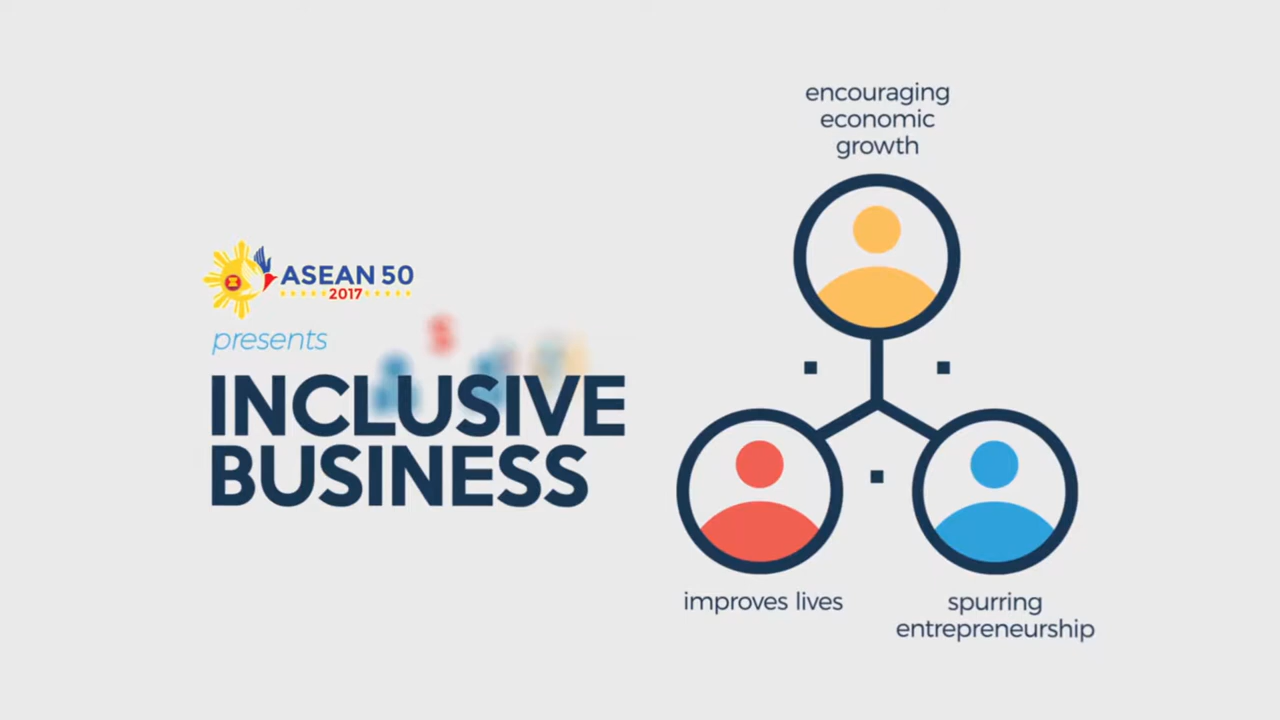 ASEAN 50
2017
presents
INCLUSIVE
BUSINESS
encouraging
economic
growth
improves lives
spurring
entrepreneurship